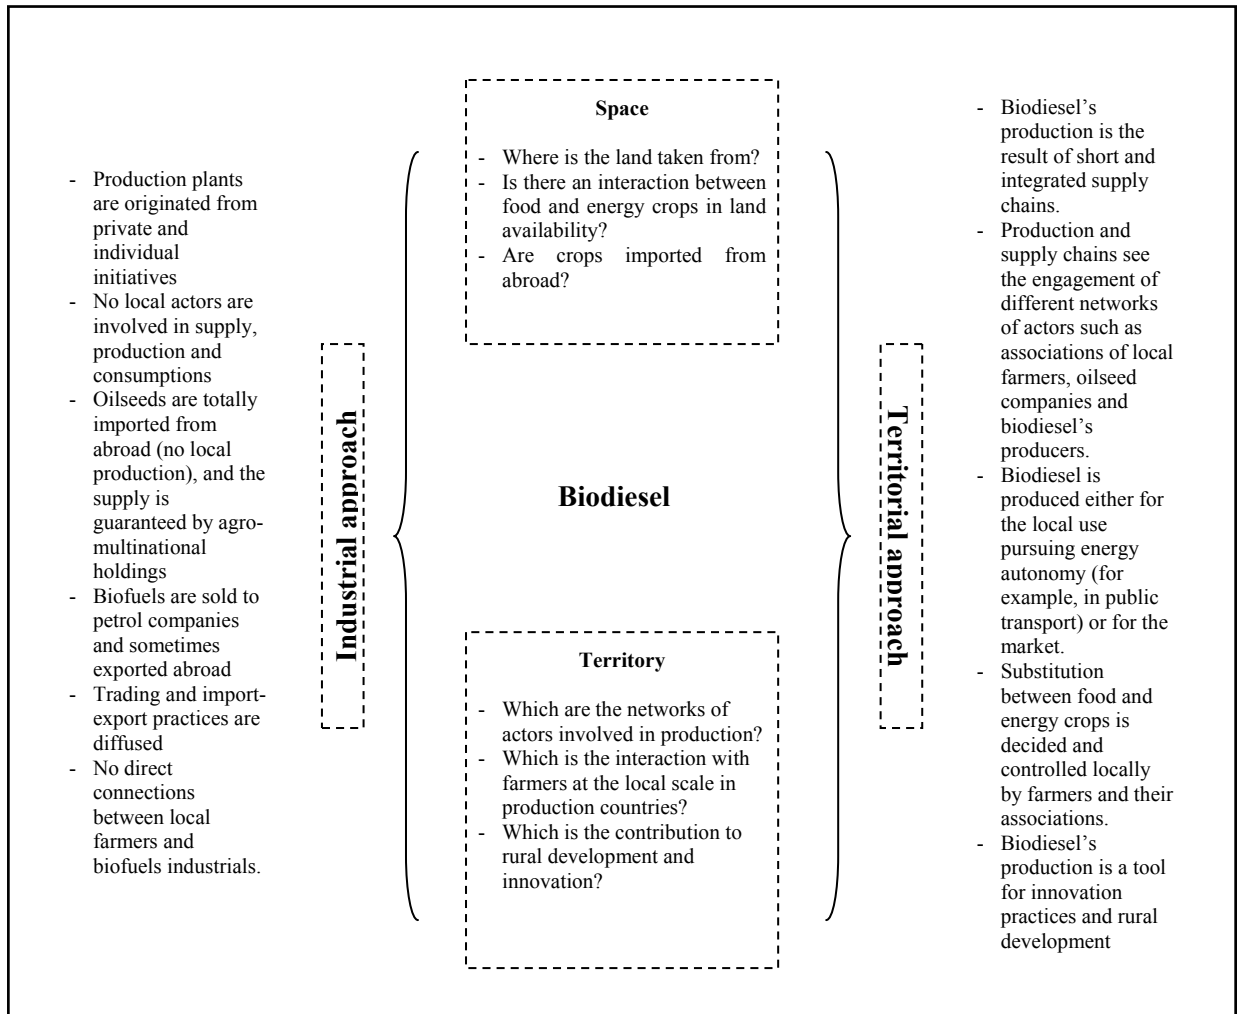 - Production plants
are originated from
private and
individual
initiatives
- No local actors are
involved in supply,
production and
consumptions
- Oilseeds are totally
imported from
abroad (no local
production), and the
supply is
guaranteed by agro-
multinational
holdings
- Biofuels are sold to
petrol companies
and sometimes
exported abroad
- Trading and import-
export practices are
diffused
- No direct
connections
between local
farmers and
biofuels industrials.
Industrial approach
Space
- Where is the land taken from?
- Is there an interaction between
food and energy crops in land
availability?
- Are crops imported from
abroad?
Biodiesel
Territory
- Which are the networks of
actors involved in production?
- Which is the interaction with
farmers at the local scale in
production countries?
- Which is the contribution to
rural development and
innovation?
Territorial approach
- Biodiesel’s
production is the
result of short and
integrated supply
chains.
- Production and
supply chains see
the engagement of
different networks
of actors such as
associations of local
farmers, oilseed
companies and
biodiesel’s
producers.
- Biodiesel is
produced either for
the local use
pursuing energy
autonomy (for
example, in public
transport) or for the
market.
- Substitution
between food and
energy crops is
decided and
controlled locally
by farmers and their
associations.
- Biodiesel’s
production is a tool
for innovation
practices and rural
development